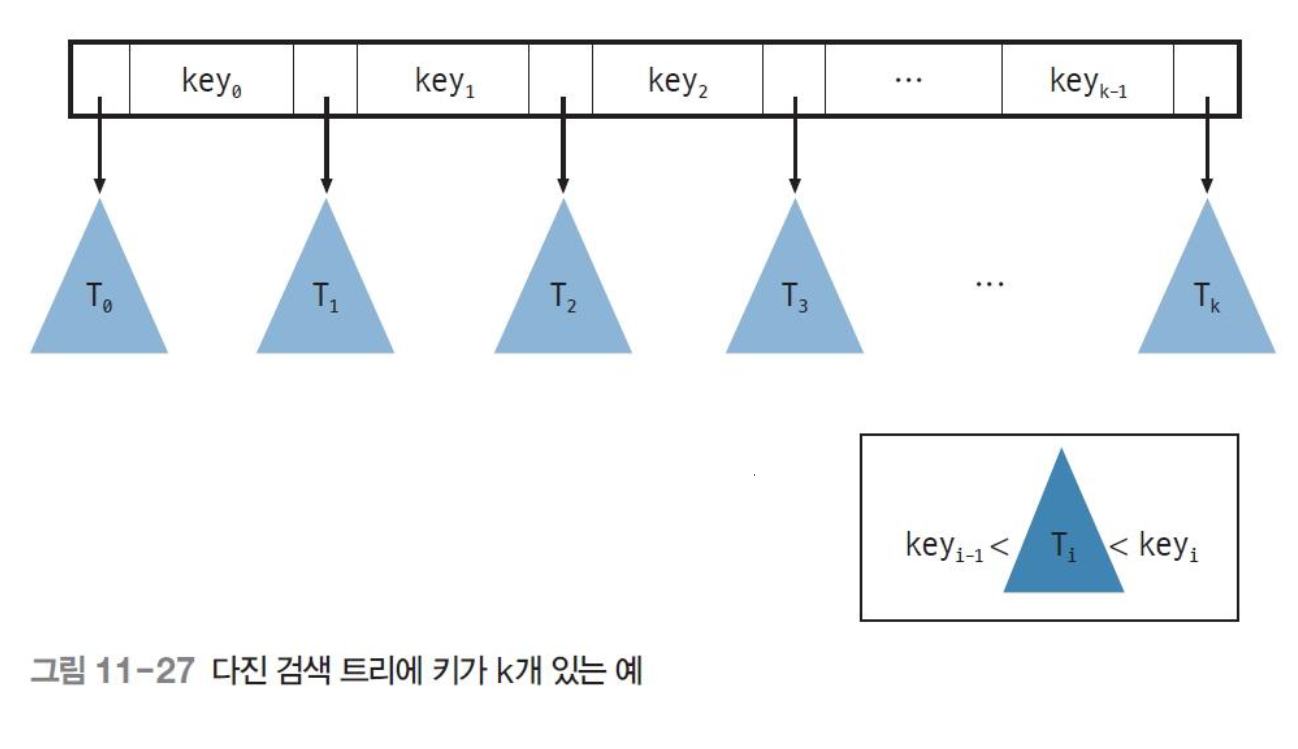 key₀ key₁ key₂ ··· keyₖ₋₁
T₀ T₁ T₂ T₃ ··· Tₖ
keyᵢ₋₁ < Tᵢ < keyᵢ
그림 11-27 다진 검색 트리에 키가 k개 있는 예